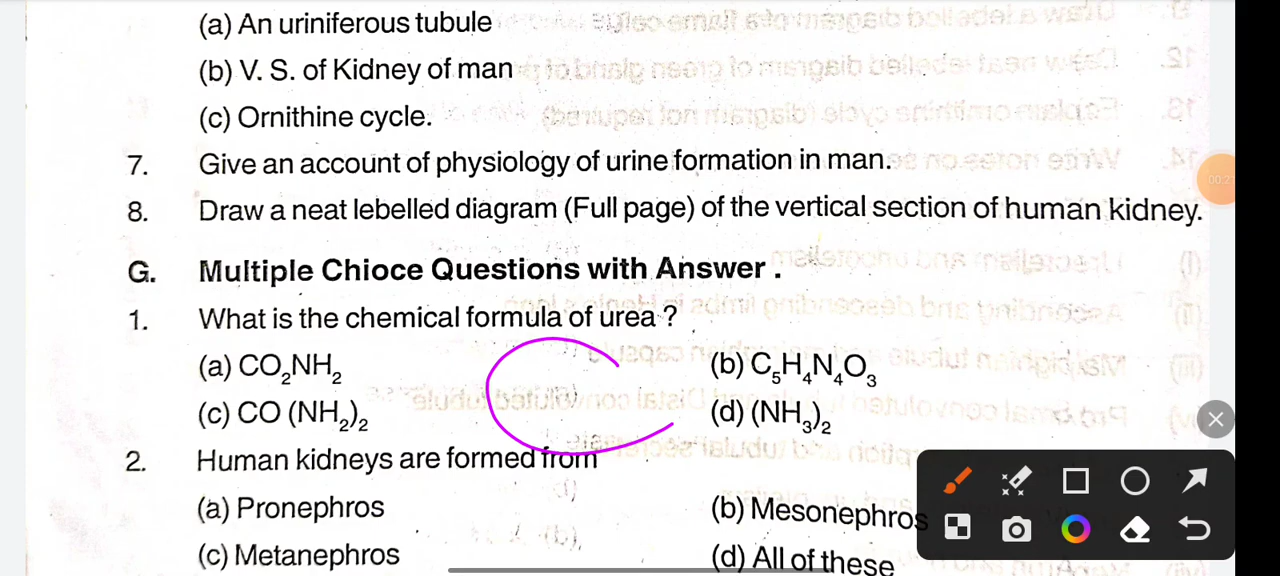 (a) An uriniferous tubule
(b) V. S. of Kidney of man
(c) Ornithine cycle.
7. Give an account of physiology of urine formation in man.
8. Draw a neat lebelled diagram (Full page) of the vertical section of human kidney.
G. Multiple Chioce Questions with Answer .
1. What is the chemical formula of urea ?
(a) CO₂NH₂ (b) C₅H₄N₄O₃
(c) CO (NH₂)₂ (d) (NH₃)₂
2. Human kidneys are formed from
(a) Pronephros (b) Mesonephros
(c) Metanephros (d) All of these